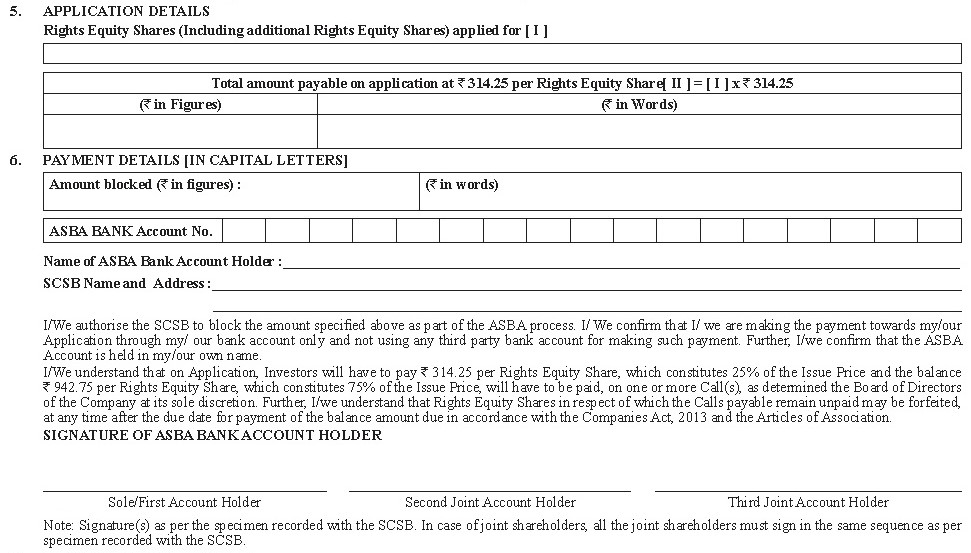 5. APPLICATION DETAILS
Rights Equity Shares (Including additional Rights Equity Shares) applied for [ I ]
Total amount payable on application at ₹ 314.25 per Rights Equity Share[ II ] = [ I ] x ₹ 314.25
(₹ in Figures) (₹ in Words)
6. PAYMENT DETAILS [IN CAPITAL LETTERS]
Amount blocked (₹ in figures) : (₹ in words)
ASBA BANK Account No.
Name of ASBA Bank Account Holder :
SCSB Name and Address :
I/We authorise the SCSB to block the amount specified above as part of the ASBA process. I/ We confirm that I/ we are making the payment towards my/our
Application through my/ our bank account only and not using any third party bank account for making such payment. Further, I/we confirm that the ASBA
Account is held in my/our own name.
I/We understand that on Application, Investors will have to pay ₹ 314.25 per Rights Equity Share, which constitutes 25% of the Issue Price and the balance
₹ 942.75 per Rights Equity Share, which constitutes 75% of the Issue Price, will have to be paid, on one or more Call(s), as determined the Board of Directors
of the Company at its sole discretion. Further, I/we understand that Rights Equity Shares in respect of which the Calls payable remain unpaid may be forfeited,
at any time after the due date for payment of the balance amount due in accordance with the Companies Act, 2013 and the Articles of Association.
SIGNATURE OF ASBA BANK ACCOUNT HOLDER
Sole/First Account Holder Second Joint Account Holder Third Joint Account Holder
Note: Signature(s) as per the specimen recorded with the SCSB. In case of joint shareholders, all the joint shareholders must sign in the same sequence as per
specimen recorded with the SCSB.